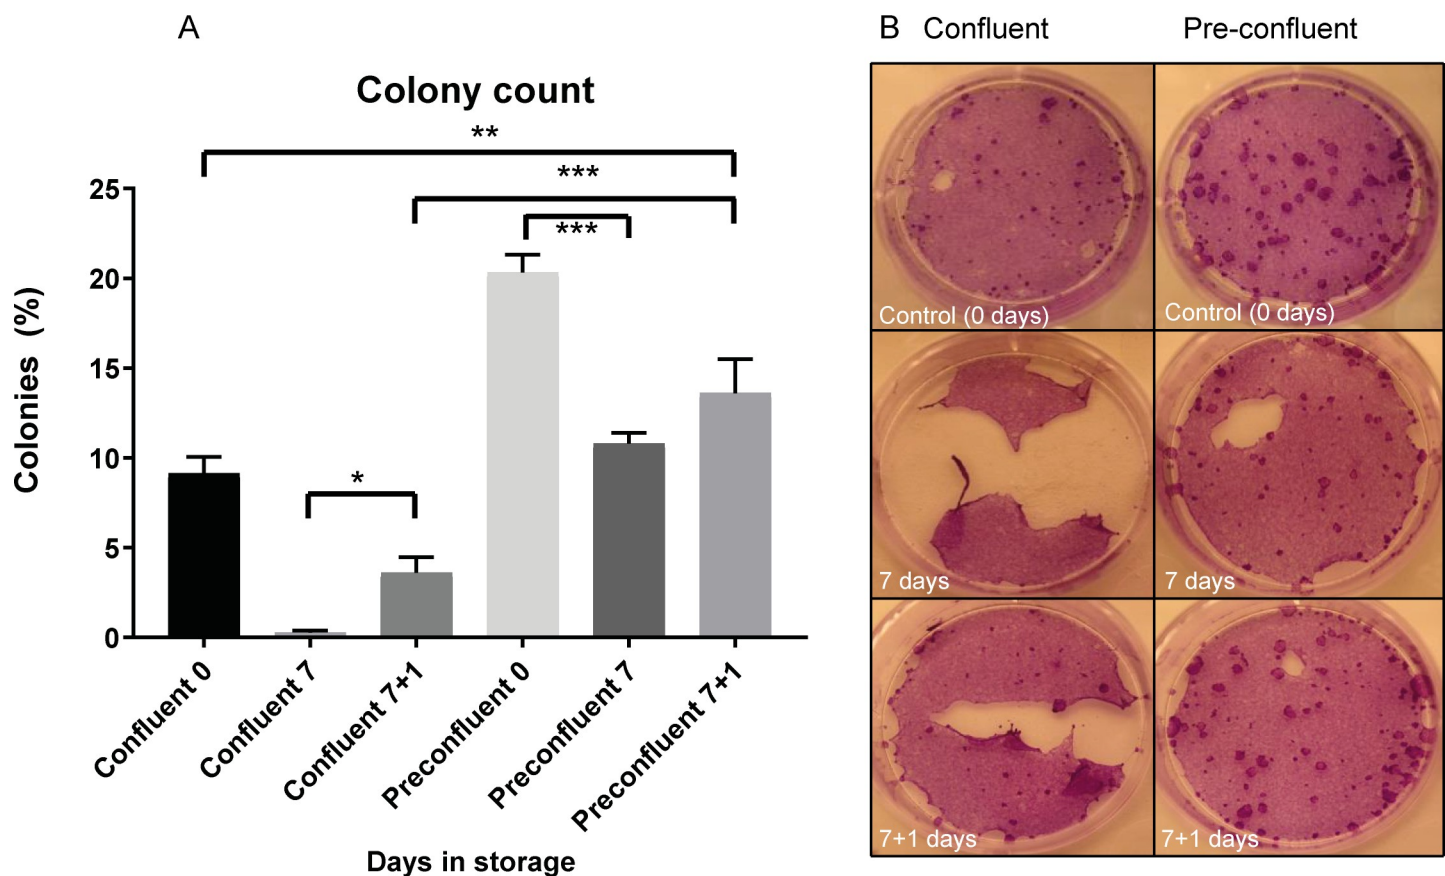 A
Colony count
**
***
***
*
25
20
15
10
5
0
Colonies (%)
Confluent 0
Confluent 7
Confluent 7+1
Preconfluent 0
Preconfluent 7
Preconfluent 7+1
Days in storage
B Confluent Pre-confluent
Control (0 days) Control (0 days)
7 days 7 days
7+1 days 7+1 days